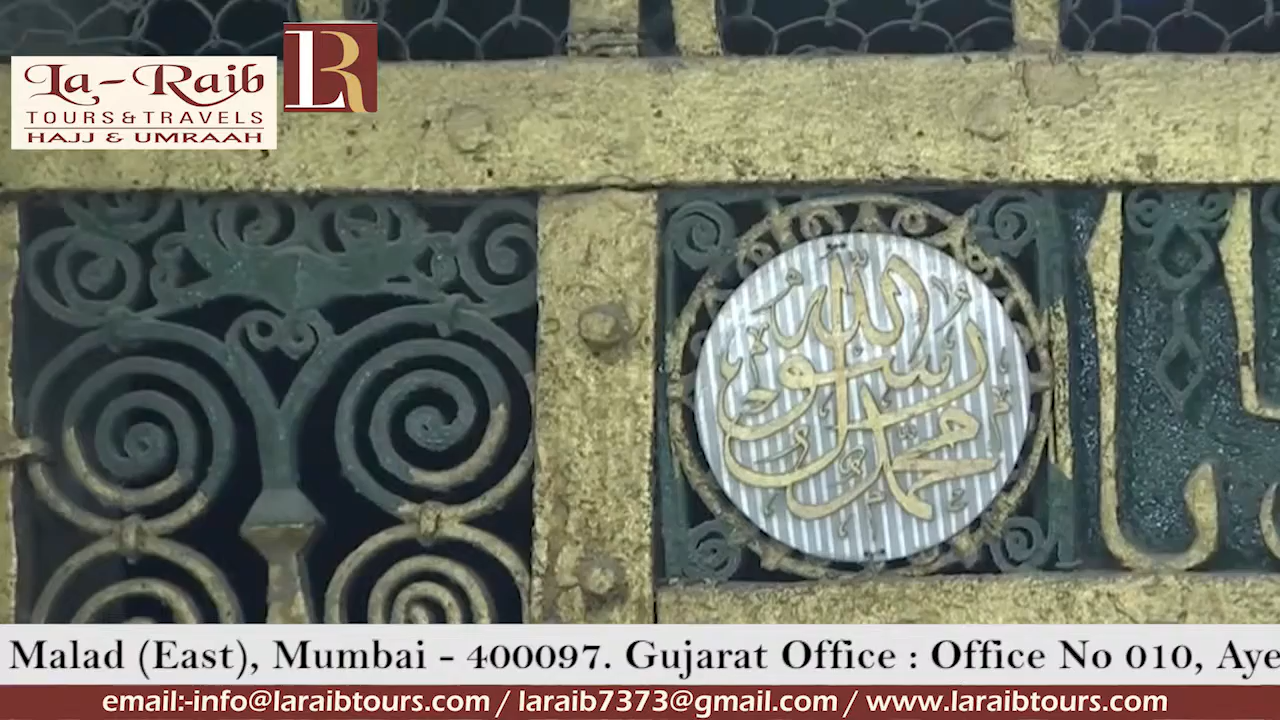 La-Raib
TOURS & TRAVELS
HAJJ & UMRAAH
LR
محمد رسول الله
Malad (East), Mumbai - 400097. Gujarat Office : Office No 010, Aye
email:-info@laraibtours.com / laraib7373@gmail.com / www.laraibtours.com